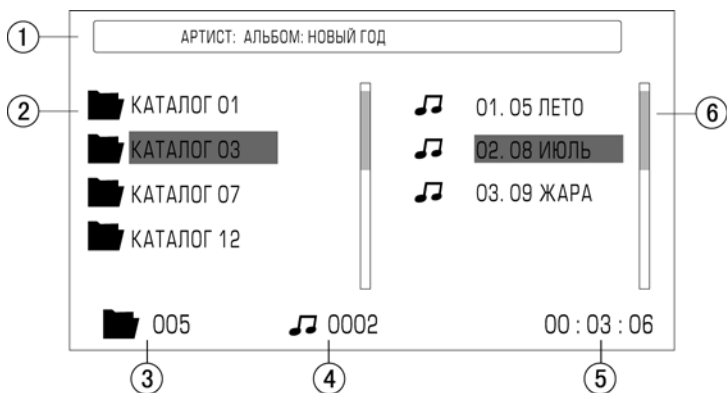 1
АРТИСТ: АЛЬБОМ: НОВЫЙ ГОД
2
КАТАЛОГ 01
КАТАЛОГ 03
КАТАЛОГ 07
КАТАЛОГ 12
01. 05 ЛЕТО
02. 08 ИЮЛЬ
03. 09 ЖАРА
6
005
0002
00 : 03 : 06
3
4
5